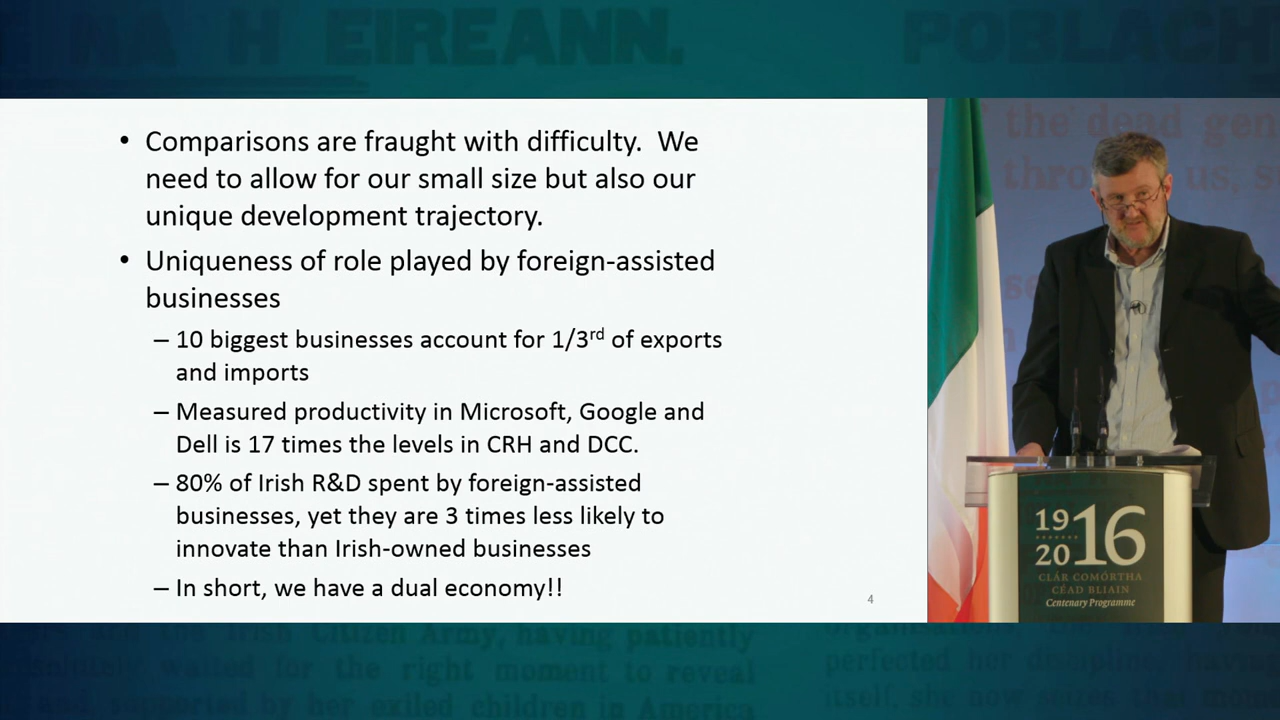 EIREANN.
POBLACH
• Comparisons are fraught with difficulty.  We
need to allow for our small size but also our
unique development trajectory.
• Uniqueness of role played by foreign-assisted
businesses
– 10 biggest businesses account for 1/3rd of exports
and imports
– Measured productivity in Microsoft, Google and
Dell is 17 times the levels in CRH and DCC.
– 80% of Irish R&D spent by foreign-assisted
businesses, yet they are 3 times less likely to
innovate than Irish-owned businesses
– In short, we have a dual economy!!
4
the dead gen
thro us, s
1916
2016
CLÁR COMÓRTHA
CÉAD BLIAIN
Centenary Programme
and the Irish Citizen Army, having patiently
waited for the right moment to reveal
and supported by her exiled children in America
perfected her discipline, having
itself, she now seizes that mome